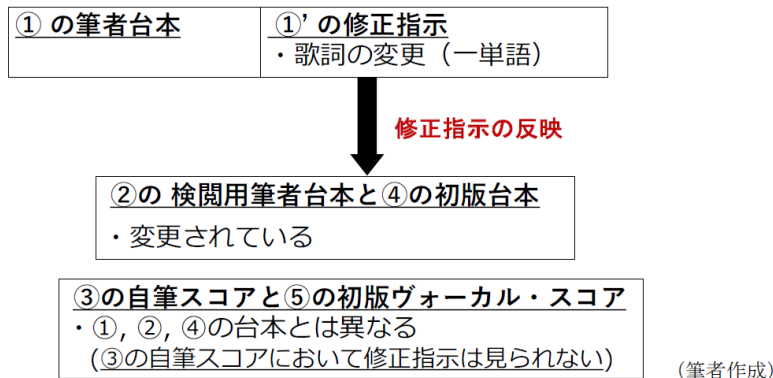 ① の筆者台本
①’ の修正指示
・歌詞の変更（一単語）
修正指示の反映
②の 検閲用筆者台本と④の初版台本
・変更されている
③の自筆スコアと⑤の初版ヴォーカル・スコア
・①, ②, ④の台本とは異なる
（③の自筆スコアにおいて修正指示は見られない）
（筆者作成）